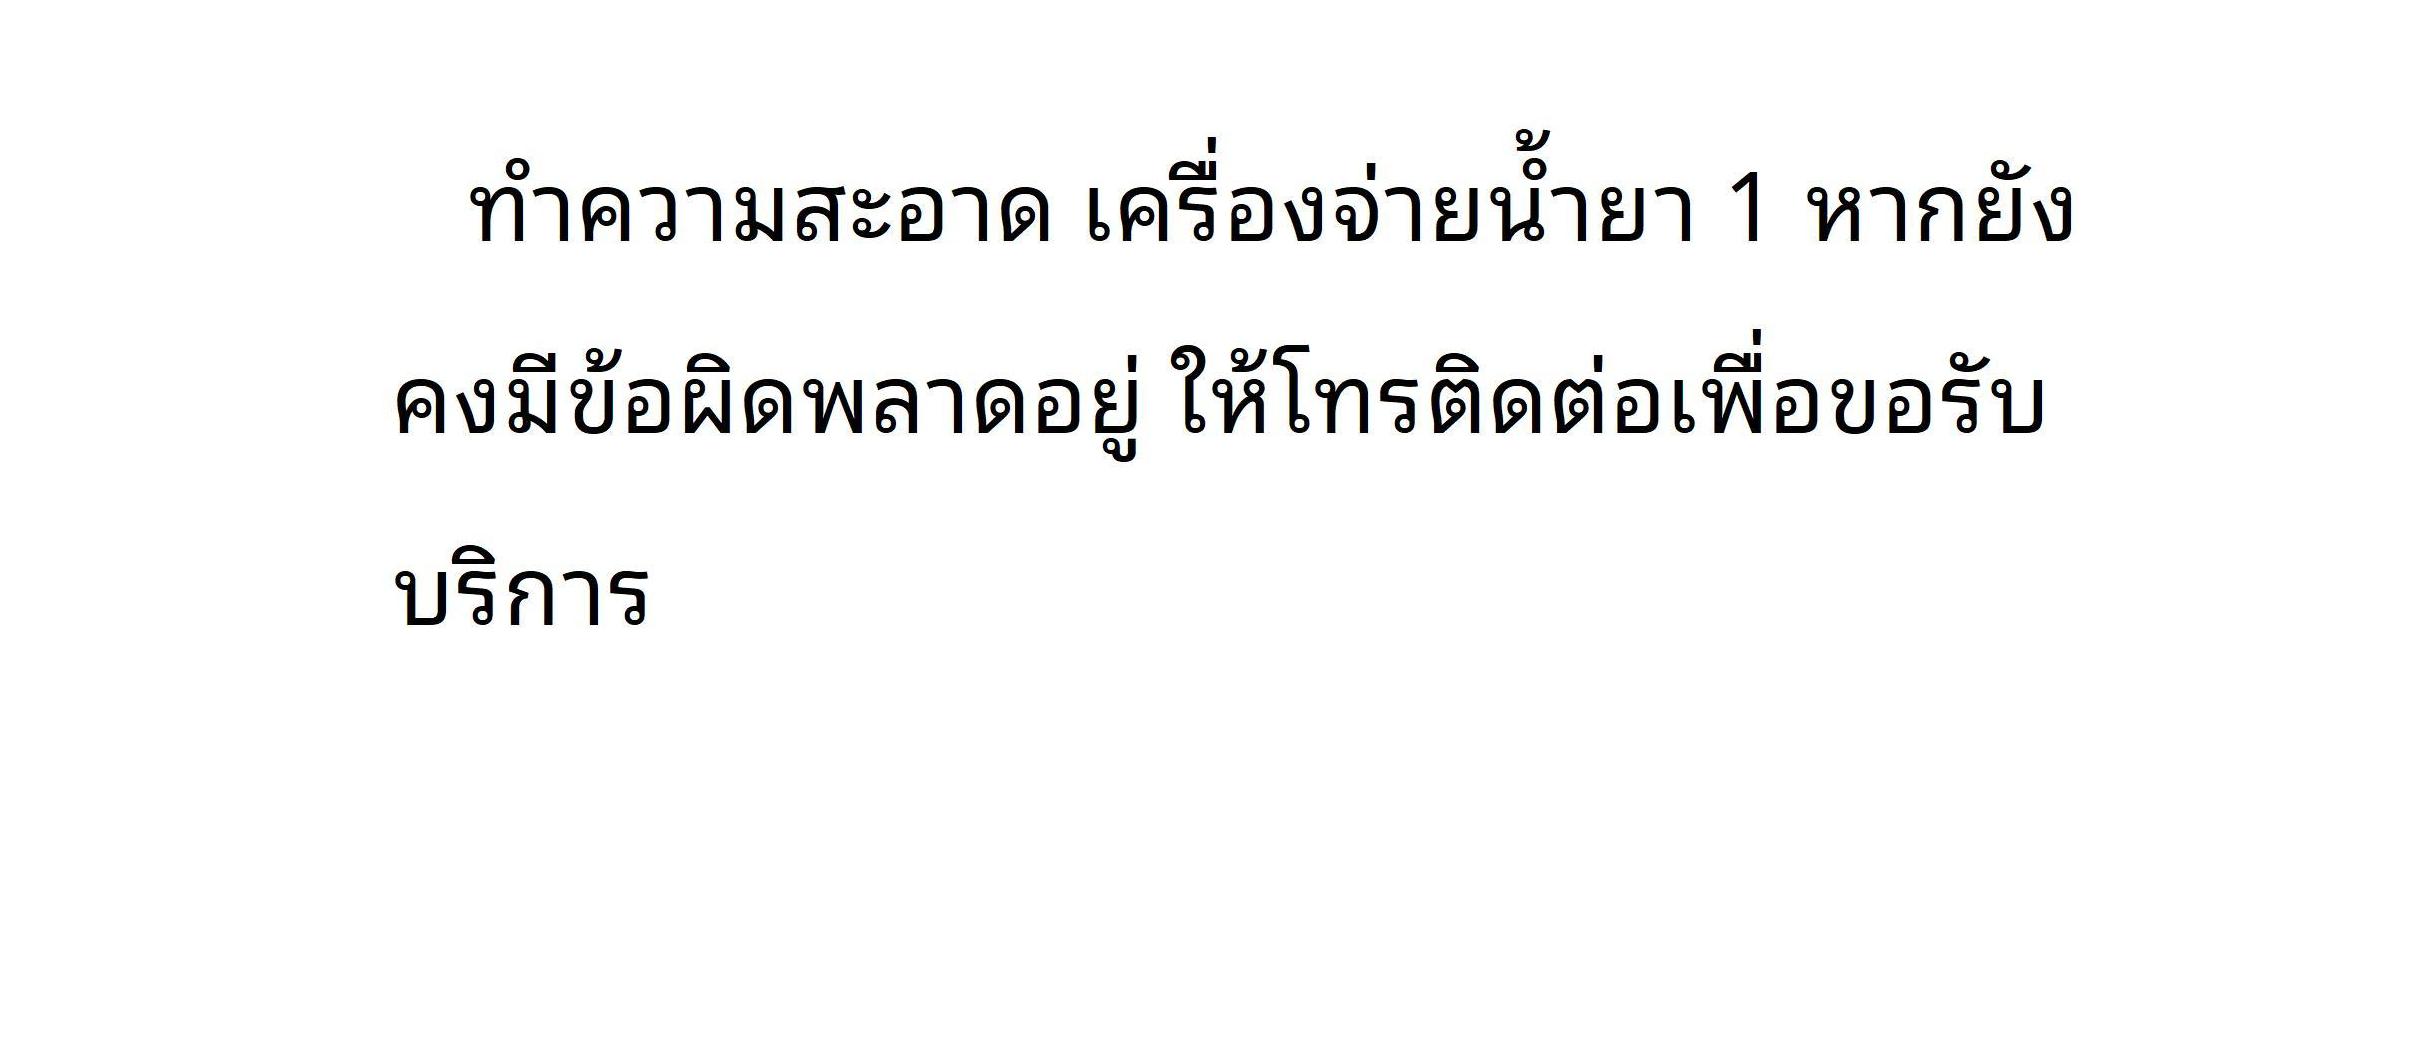 ทำความสะอาด เครื่องจ่ายน้ำยา 1 หากยัง
คงมีข้อผิดพลาดอยู่ ให้โทรติดต่อเพื่อขอรับ
บริการ